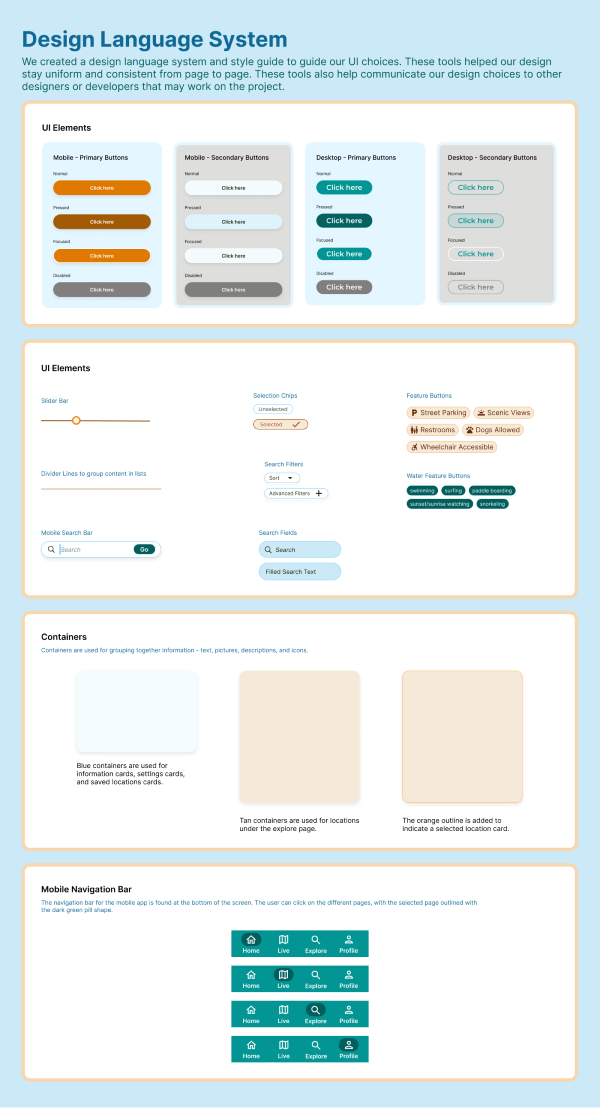 Design Language System
We created a design language system and style guide to guide our UI choices. These tools helped our design
stay uniform and consistent from page to page. These tools also help communicate our design choices to other
designers or developers that may work on the project.
UI Elements
Mobile - Primary Buttons
Normal
Click here
Pressed
Click here
Focused
Click here
Disabled
Click here
Mobile - Secondary Buttons
Normal
Click here
Pressed
Click here
Focused
Click here
Disabled
Click here
Desktop - Primary Buttons
Normal
Click here
Pressed
Click here
Focused
Click here
Disabled
Click here
Desktop - Secondary Buttons
Normal
Click here
Pressed
Click here
Focused
Click here
Disabled
Click here
UI Elements
Slider Bar
Divider Lines to group content in lists
Mobile Search Bar
Search
Go
Selection Chips
Unselected
Selected
Search Filters
Sort
Advanced Filters
Search Fields
Search
Filled Search Text
Feature Buttons
Street Parking
Scenic Views
Restrooms
Dogs Allowed
Wheelchair Accessible
Water Feature Buttons
swimming
surfing
paddle boarding
sunset/sunrise watching
snorkeling
Containers
Containers are used for grouping together information - text, pictures, descriptions, and icons.
Blue containers are used for
information cards, settings cards,
and saved locations cards.
Tan containers are used for locations
under the explore page.
The orange outline is added to
indicate a selected location card.
Mobile Navigation Bar
The navigation bar for the mobile app is found at the bottom of the screen. The user can click on the different pages, with the selected page outlined with
the dark green pill shape.
Home Live Explore Profile
Home Live Explore Profile
Home Live Explore Profile
Home Live Explore Profile